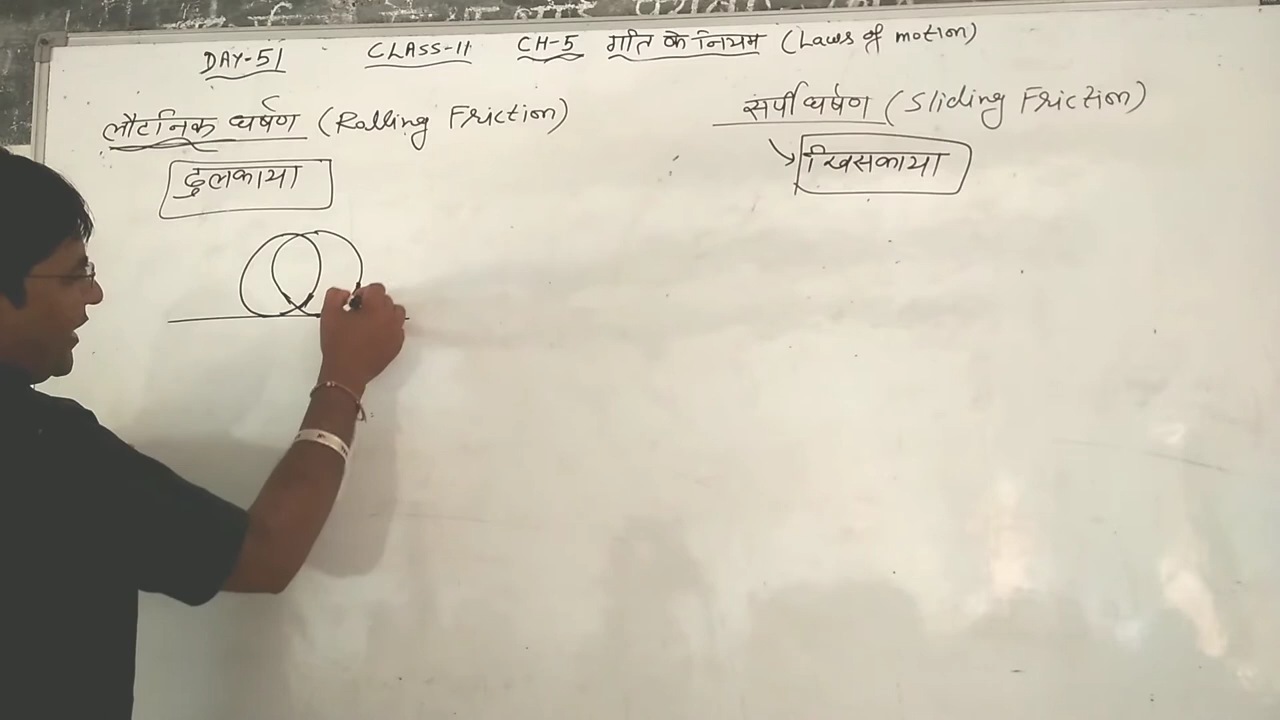 DAY-51 CLASS-11 CH-5 गति के नियम (Laws of motion)
लौटनिक घर्षण (Rolling Friction)
ढुलकाया
सर्पी घर्षण (Sliding Friction)
खिसकाया